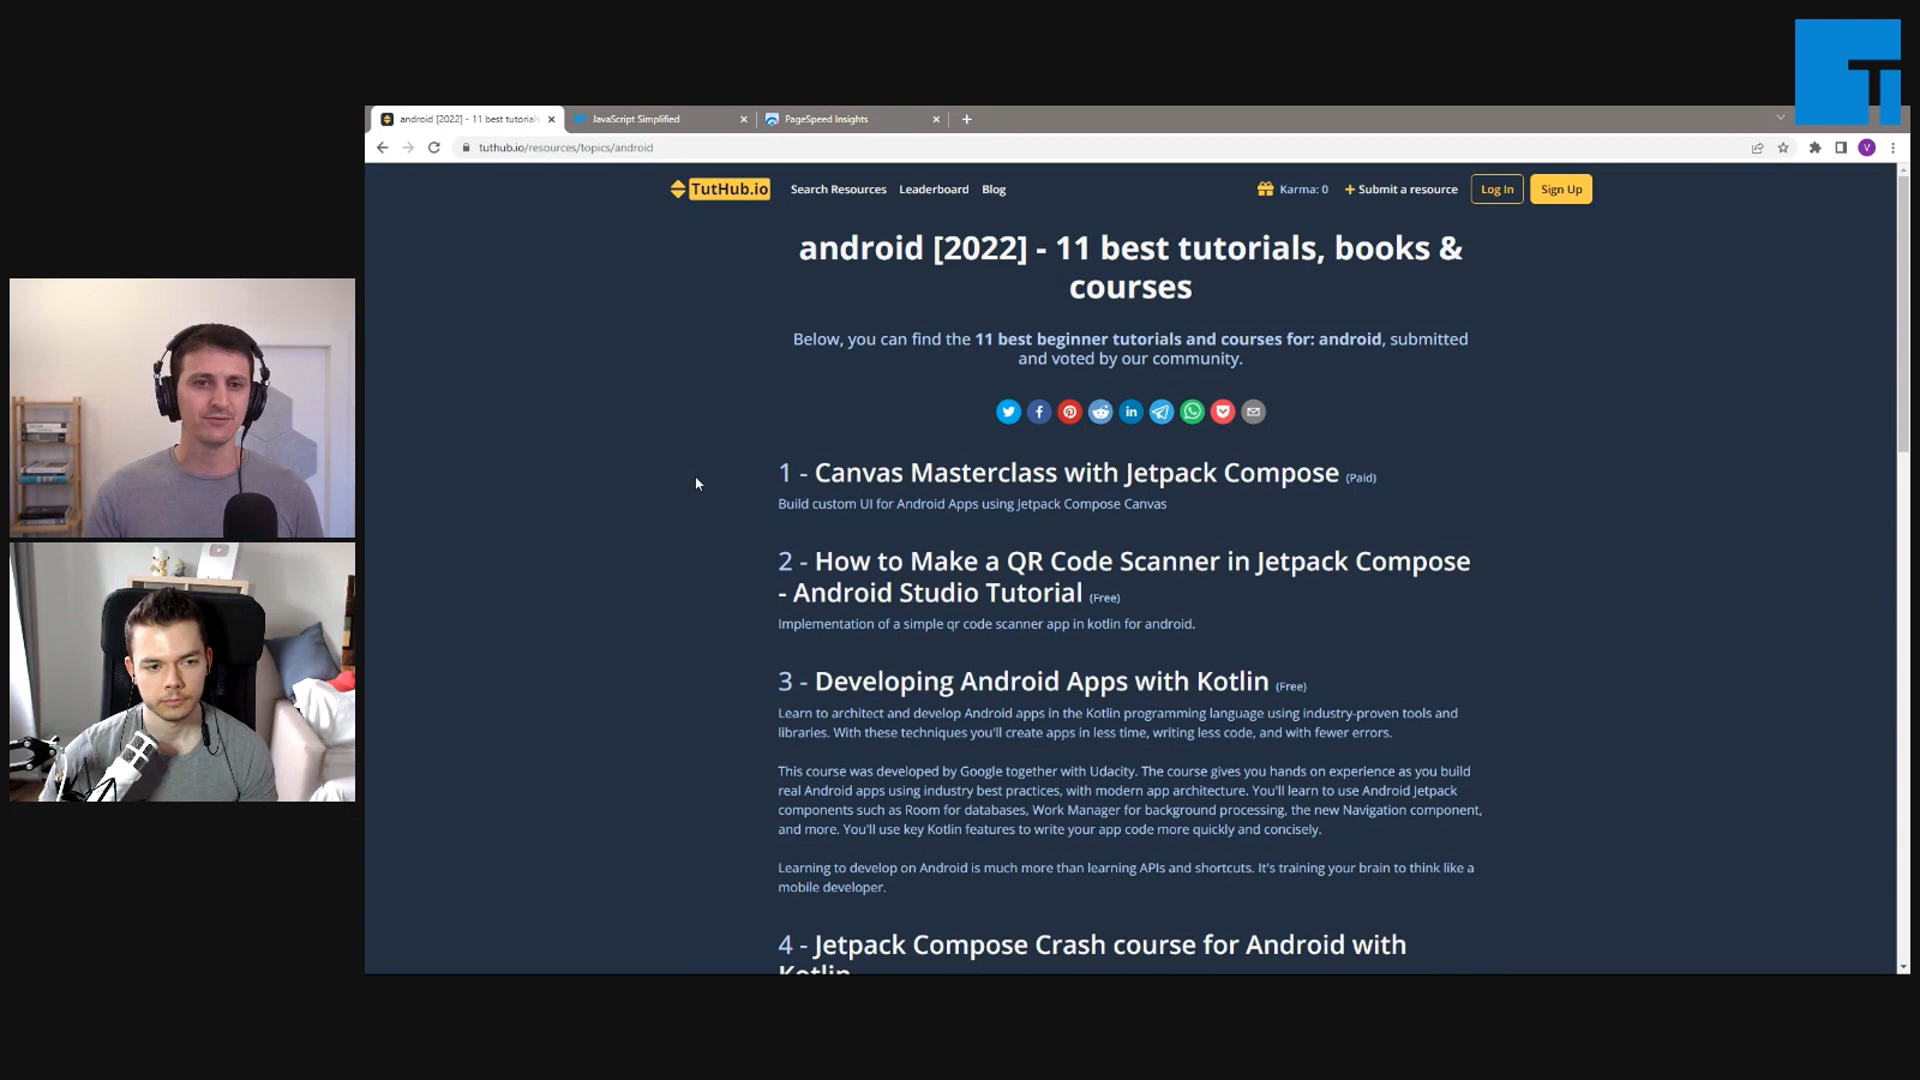 android [2022] - 11 best tutorials
JavaScript Simplified
PageSpeed Insights
tuthub.io/resources/topics/android
V
TutHub.io
Search Resources
Leaderboard
Blog
Karma: 0
+ Submit a resource
Log In
Sign Up
android [2022] - 11 best tutorials, books &
courses
Below, you can find the 11 best beginner tutorials and courses for: android, submitted
and voted by our community.
1 - Canvas Masterclass with Jetpack Compose (Paid)
Build custom UI for Android Apps using Jetpack Compose Canvas
2 - How to Make a QR Code Scanner in Jetpack Compose
- Android Studio Tutorial (Free)
Implementation of a simple qr code scanner app in kotlin for android.
3 - Developing Android Apps with Kotlin (Free)
Learn to architect and develop Android apps in the Kotlin programming language using industry-proven tools and
libraries. With these techniques you'll create apps in less time, writing less code, and with fewer errors.
This course was developed by Google together with Udacity. The course gives you hands on experience as you build
real Android apps using industry best practices, with modern app architecture. You'll learn to use Android Jetpack
components such as Room for databases, Work Manager for background processing, the new Navigation component,
and more. You'll use key Kotlin features to write your app code more quickly and concisely.
Learning to develop on Android is much more than learning APIs and shortcuts. It's training your brain to think like a
mobile developer.
4 - Jetpack Compose Crash course for Android with
Kotlin